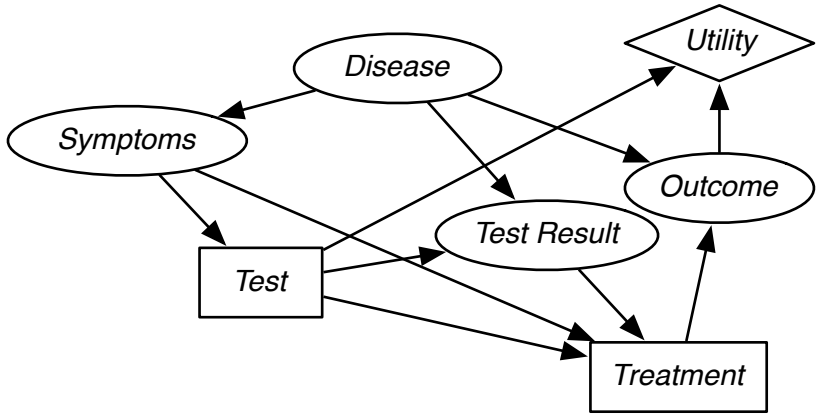 Utility
Disease
Symptoms
Outcome
Test Result
Test
Treatment